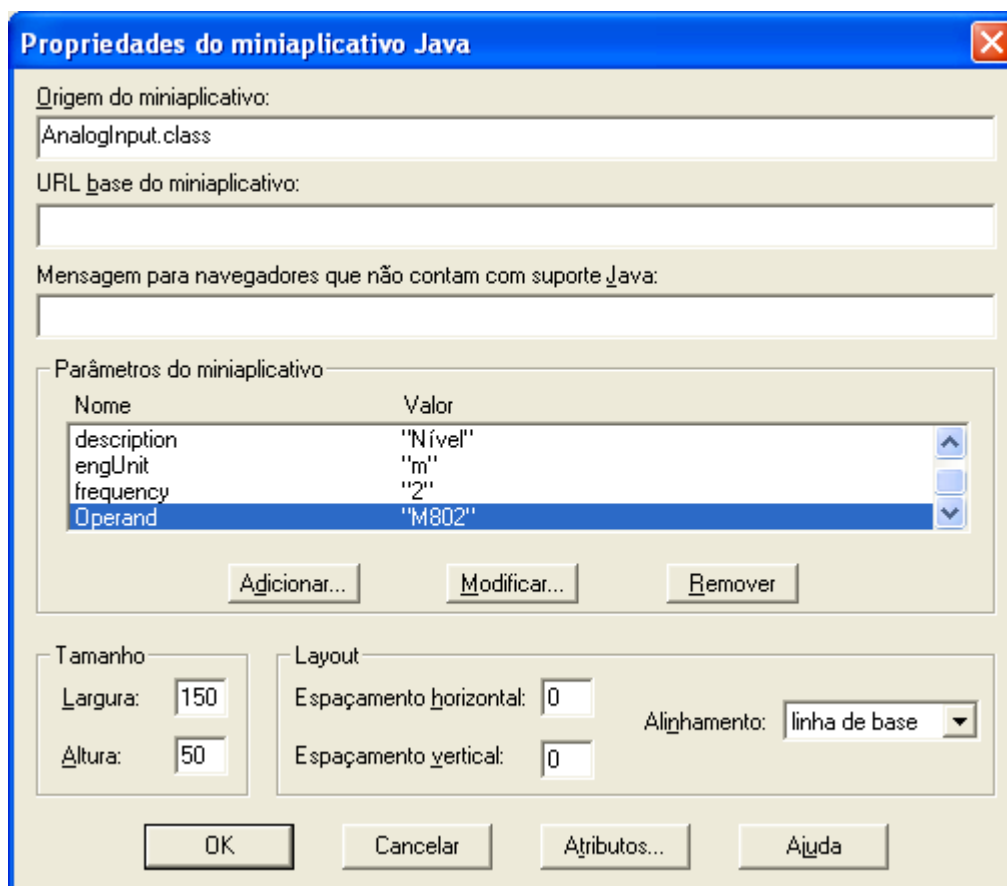 Propriedades do miniaplicativo Java
Origem do miniaplicativo:
AnalogInput.class
URL base do miniaplicativo:
Mensagem para navegadores que não contam com suporte Java:
Parâmetros do miniaplicativo
Nome Valor
description "Nível"
engUnit "m"
frequency "2"
Operand "M802"
Adicionar... Modificar... Remover
Tamanho Layout
Largura: 150 Espaçamento horizontal: 0
Alinhamento: linha de base
Altura: 50 Espaçamento vertical: 0
OK Cancelar Atributos... Ajuda